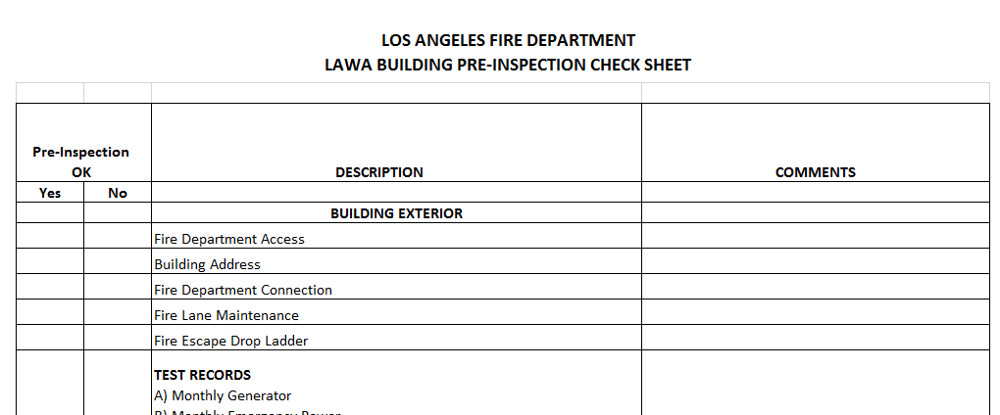 LOS ANGELES FIRE DEPARTMENT
LAWA BUILDING PRE-INSPECTION CHECK SHEET
Pre-Inspection
OK
DESCRIPTION
COMMENTS
Yes
No
BUILDING EXTERIOR
Fire Department Access
Building Address
Fire Department Connection
Fire Lane Maintenance
Fire Escape Drop Ladder
TEST RECORDS
A) Monthly Generator
B) Monthly Emergency Power